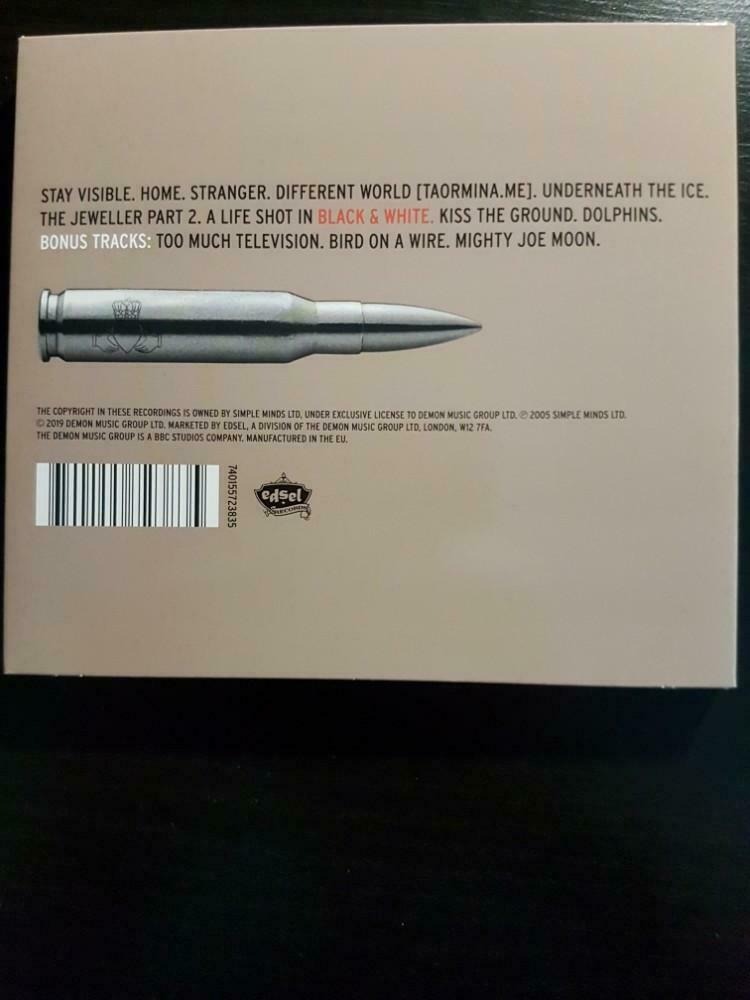 STAY VISIBLE. HOME. STRANGER. DIFFERENT WORLD [TAORMINA.ME]. UNDERNEATH THE ICE.
THE JEWELLER PART 2. A LIFE SHOT IN BLACK & WHITE. KISS THE GROUND. DOLPHINS.
BONUS TRACKS: TOO MUCH TELEVISION. BIRD ON A WIRE. MIGHTY JOE MOON.
THE COPYRIGHT IN THESE RECORDINGS IS OWNED BY SIMPLE MINDS LTD, UNDER EXCLUSIVE LICENSE TO DEMON MUSIC GROUP LTD. ℗ 2005 SIMPLE MINDS LTD.
© 2019 DEMON MUSIC GROUP LTD. MARKETED BY EDSEL, A DIVISION OF THE DEMON MUSIC GROUP LTD, LONDON, W12 7FA.
THE DEMON MUSIC GROUP IS A BBC STUDIOS COMPANY. MANUFACTURED IN THE EU.
740155723835
edsel
RECORDS